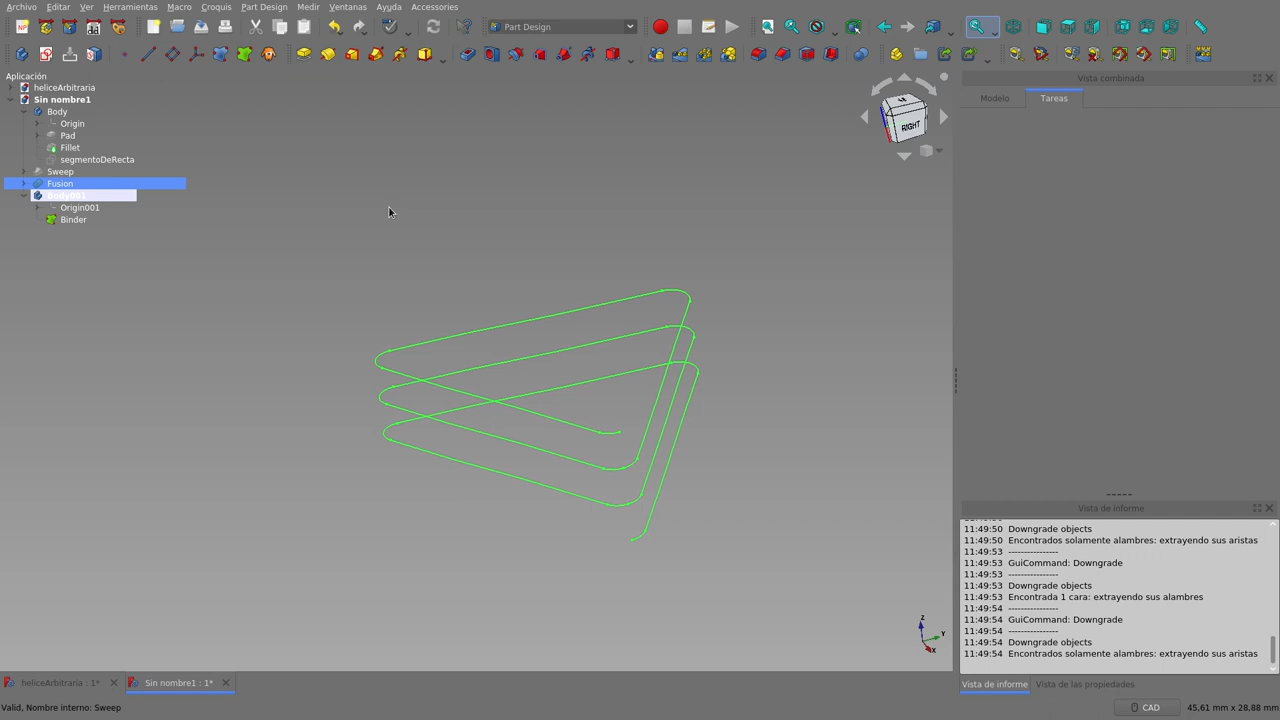 Archivo Editar Ver Herramientas Macro Croquis Part Design Medir Ventanas Ayuda Accessories
Part Design
Aplicación
heliceArbitraria
Sin nombre1
Body
Origin
Pad
Fillet
segmentoDeRecta
Sweep
Fusion
Body001
Origin001
Binder
RIGHT
Z
Y
X
Vista combinada
Modelo Tareas
Vista de informe
11:49:50 Downgrade objects
11:49:50 Encontrados solamente alambres: extrayendo sus aristas
11:49:53 ----------------
11:49:53 GuiCommand: Downgrade
11:49:53 ----------------
11:49:53 Downgrade objects
11:49:53 Encontrada 1 cara: extrayendo sus alambres
11:49:54 ----------------
11:49:54 GuiCommand: Downgrade
11:49:54 ----------------
11:49:54 Downgrade objects
11:49:54 Encontrados solamente alambres: extrayendo sus aristas
Vista de informe Vista de las propiedades
heliceArbitraria : 1* Sin nombre1 : 1*
Valid, Nombre interno: Sweep
CAD 45,61 mm x 28,88 mm